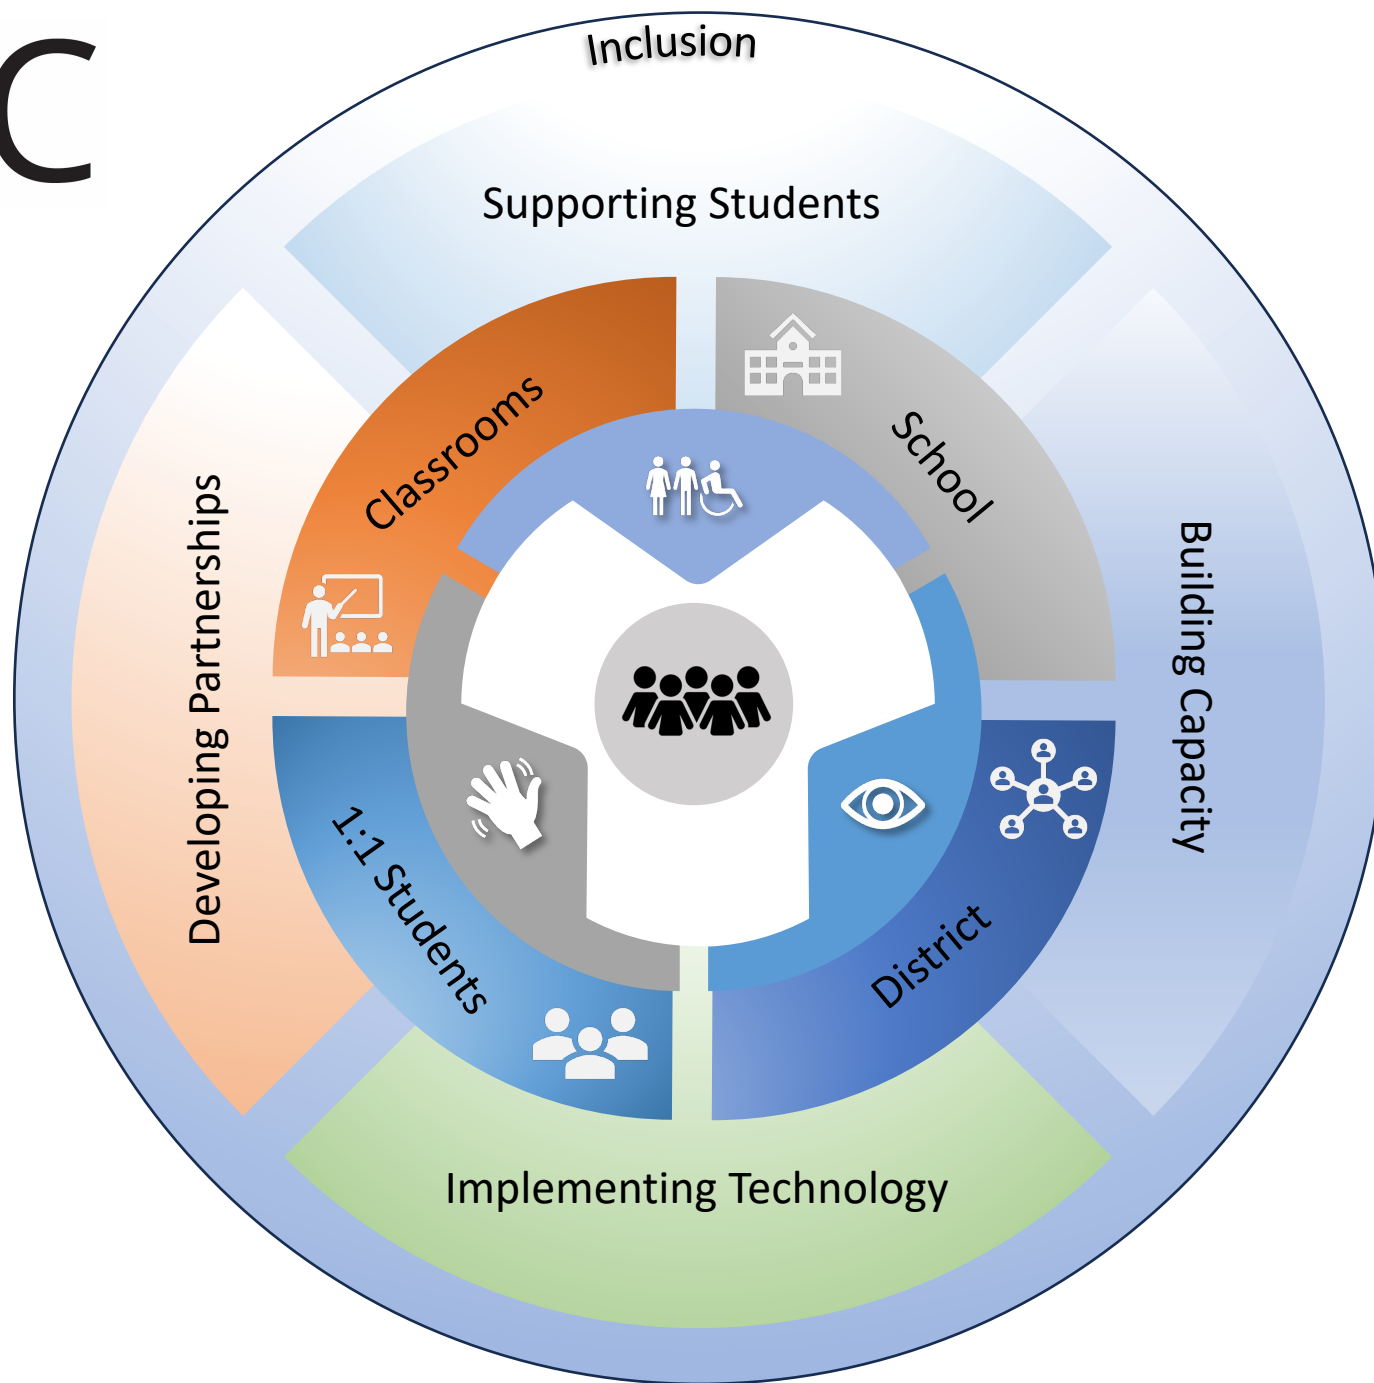 C
Inclusion
Supporting Students
Classrooms
School
Developing Partnerships
Building Capacity
1:1 Students
District
Implementing Technology